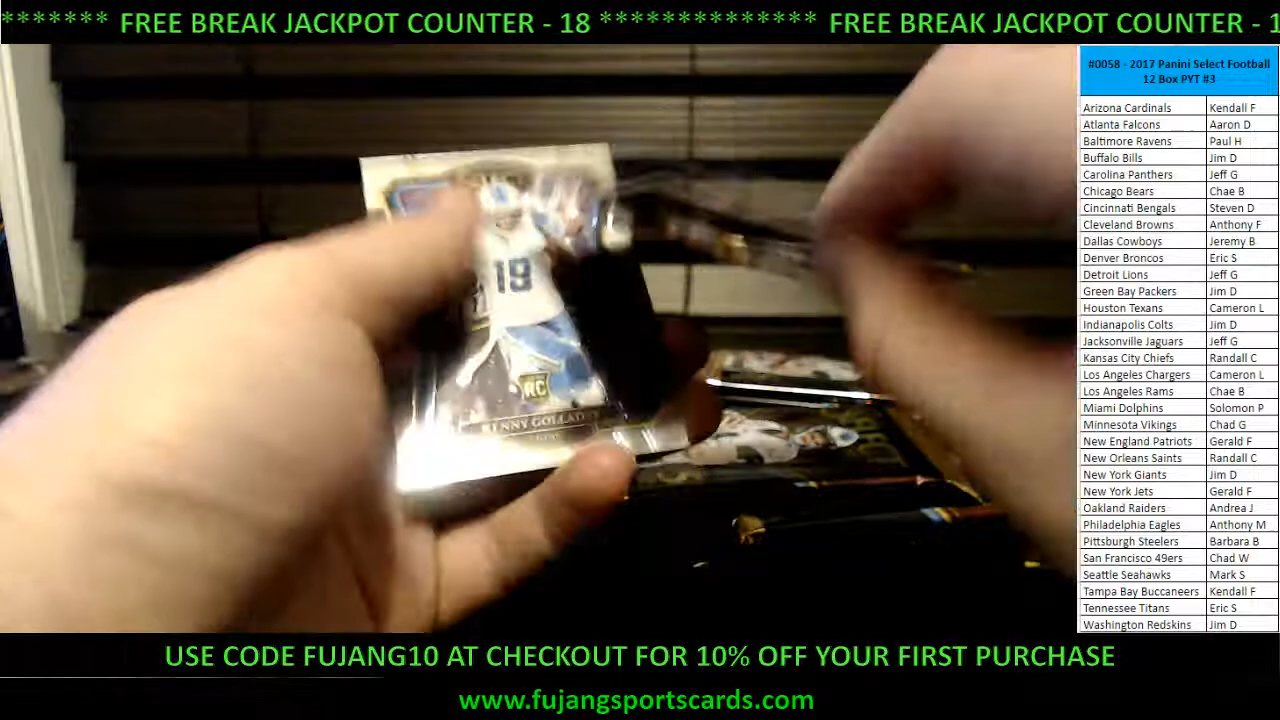 ******* FREE BREAK JACKPOT COUNTER - 18 ************** FREE BREAK JACKPOT COUNTER - 1
#0058 - 2017 Panini Select Football
12 Box PYT #3
Arizona Cardinals Kendall F
Atlanta Falcons Aaron D
Baltimore Ravens Paul H
Buffalo Bills Jim D
Carolina Panthers Jeff G
Chicago Bears Chae B
Cincinnati Bengals Steven D
Cleveland Browns Anthony F
Dallas Cowboys Jeremy B
Denver Broncos Eric S
Detroit Lions Jeff G
Green Bay Packers Jim D
Houston Texans Cameron L
Indianapolis Colts Jim D
Jacksonville Jaguars Jeff G
Kansas City Chiefs Randall C
Los Angeles Chargers Cameron L
Los Angeles Rams Chae B
Miami Dolphins Solomon P
Minnesota Vikings Chad G
New England Patriots Gerald F
New Orleans Saints Randall C
New York Giants Jim D
New York Jets Gerald F
Oakland Raiders Andrea J
Philadelphia Eagles Anthony M
Pittsburgh Steelers Barbara B
San Francisco 49ers Chad W
Seattle Seahawks Mark S
Tampa Bay Buccaneers Kendall F
Tennessee Titans Eric S
Washington Redskins Jim D
19
RC
KENNY
USE CODE FUJANG10 AT CHECKOUT FOR 10% OFF YOUR FIRST PURCHASE
www.fujangsportscards.com